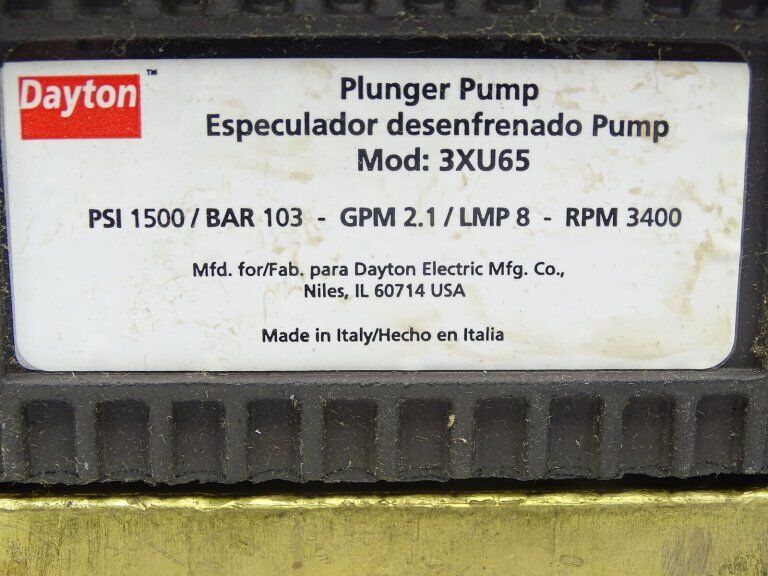 Dayton™
Plunger Pump
Especulador desenfrenado Pump
Mod: 3XU65
PSI 1500 / BAR 103 - GPM 2.1 / LMP 8 - RPM 3400
Mfd. for/Fab. para Dayton Electric Mfg. Co.,
Niles, IL 60714 USA
Made in Italy/Hecho en Italia